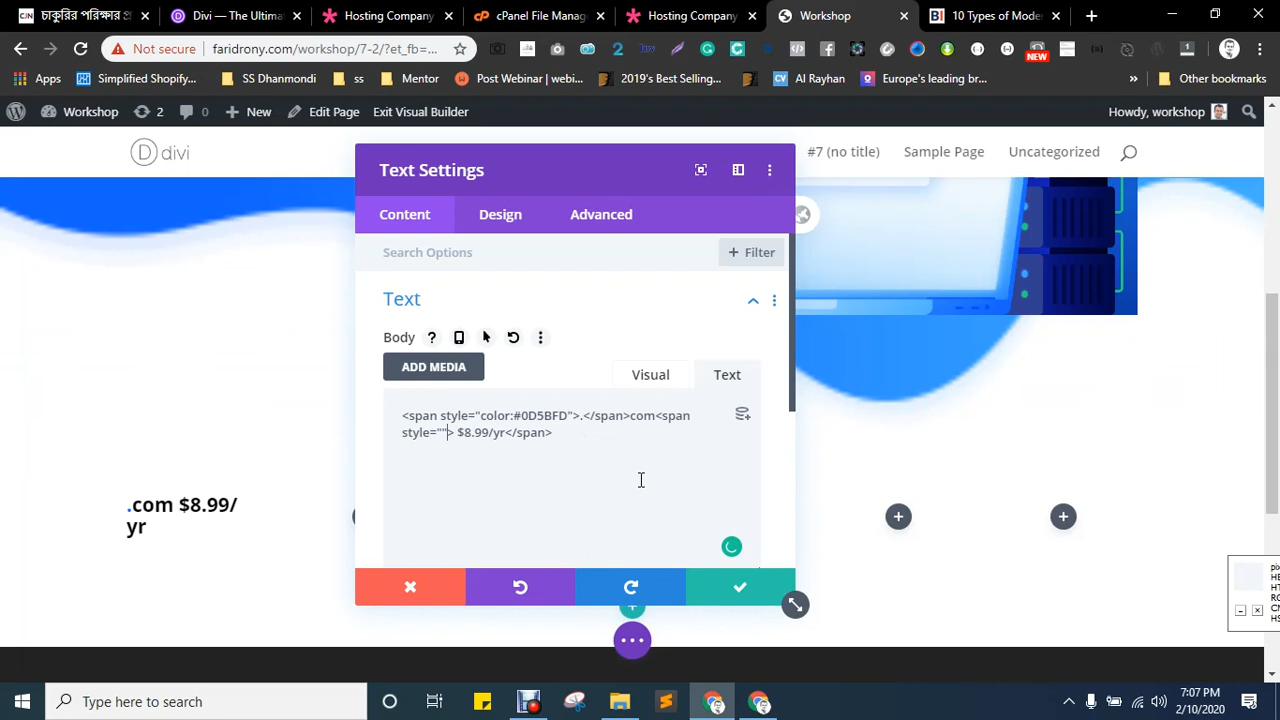 চাকুরির পরিক্ষার প্র
Divi — The Ultima
Hosting Company
cPanel File Manag
Hosting Company
Workshop
10 Types of Moder
Not secure
faridrony.com/workshop/7-2/?et_fb=...
NEW
Apps
Simplified Shopify...
SS Dhanmondi
ss
Mentor
Post Webinar | webi...
2019's Best Selling...
Al Rayhan
Europe's leading br...
Other bookmarks
Workshop
2
0
New
Edit Page
Exit Visual Builder
Howdy, workshop
divi
#7 (no title)
Sample Page
Uncategorized
Text Settings
Content
Design
Advanced
Search Options
+ Filter
Text
Body
ADD MEDIA
Visual
Text
<span style="color:#0D5BFD">.</span>com<span
style=""> $8.99/yr</span>
.com $8.99/
yr
Type here to search
7:07 PM
2/10/2020